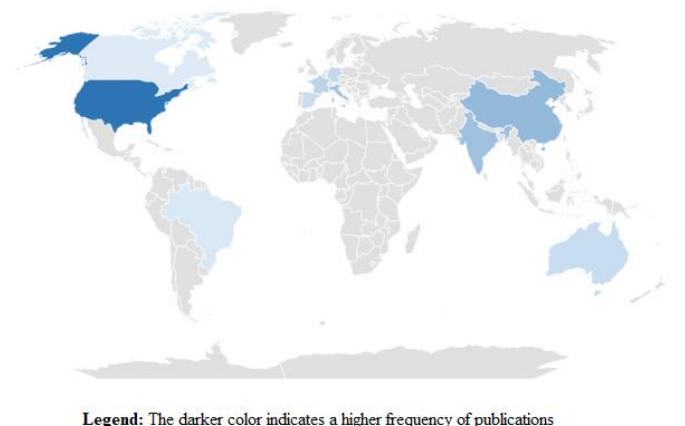 Legend: The darker color indicates a higher frequency of publications